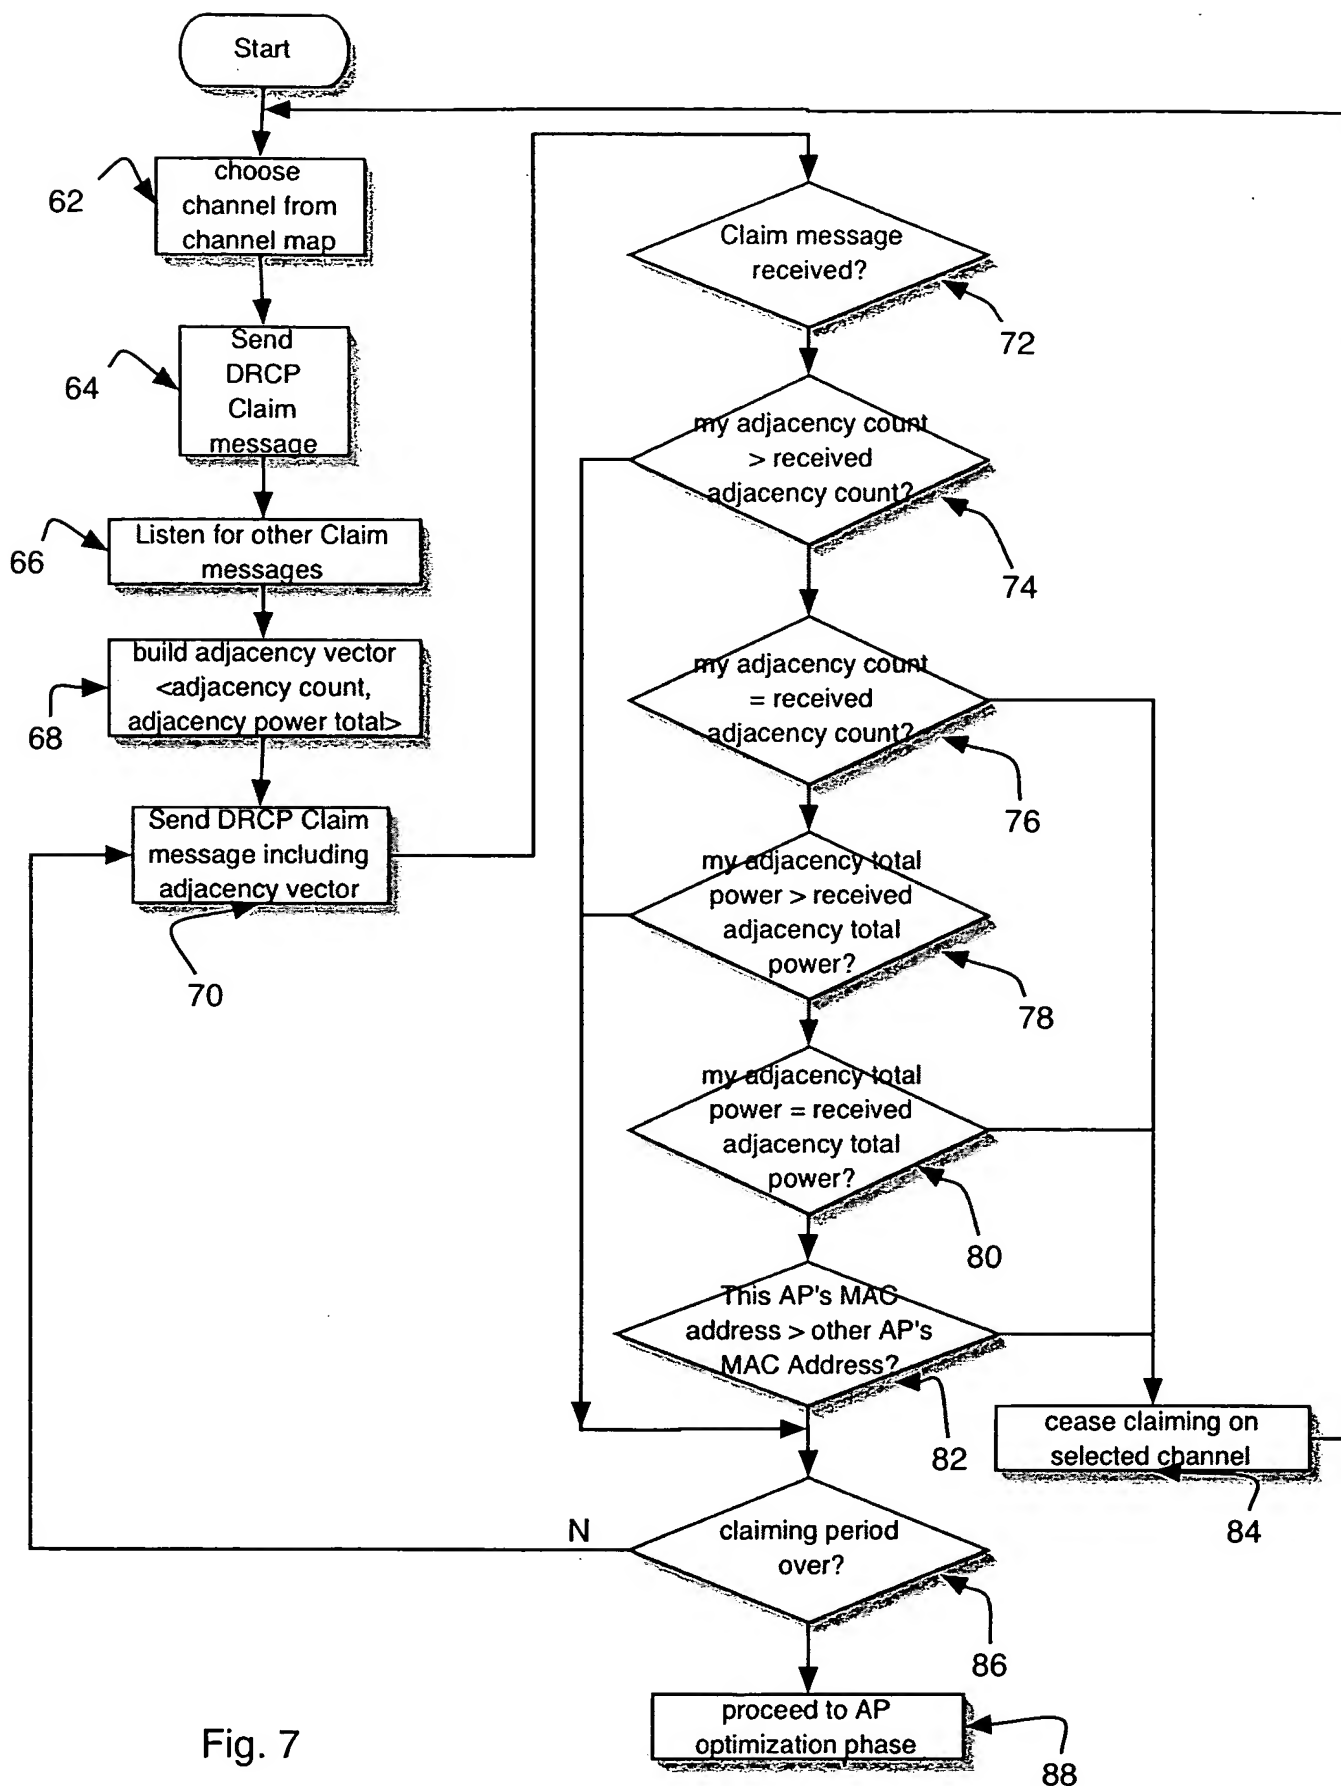 Start
62
choose
channel from
channel map
64
Send
DRCP
Claim
message
66
Listen for other Claim
messages
68
build adjacency vector
<adjacency count,
adjacency power total>
Send DRCP Claim
message including
adjacency vector
70
Claim message
received?
72
my adjacency count
> received
adjacency count?
74
my adjacency count
= received
adjacency count?
76
my adjacency total
power > received
adjacency total
power?
78
my adjacency total
power = received
adjacency total
power?
80
This AP's MAC
address > other AP's
MAC Address?
82
cease claiming on
selected channel
84
N
claiming period
over?
86
proceed to AP
optimization phase
88
Fig. 7